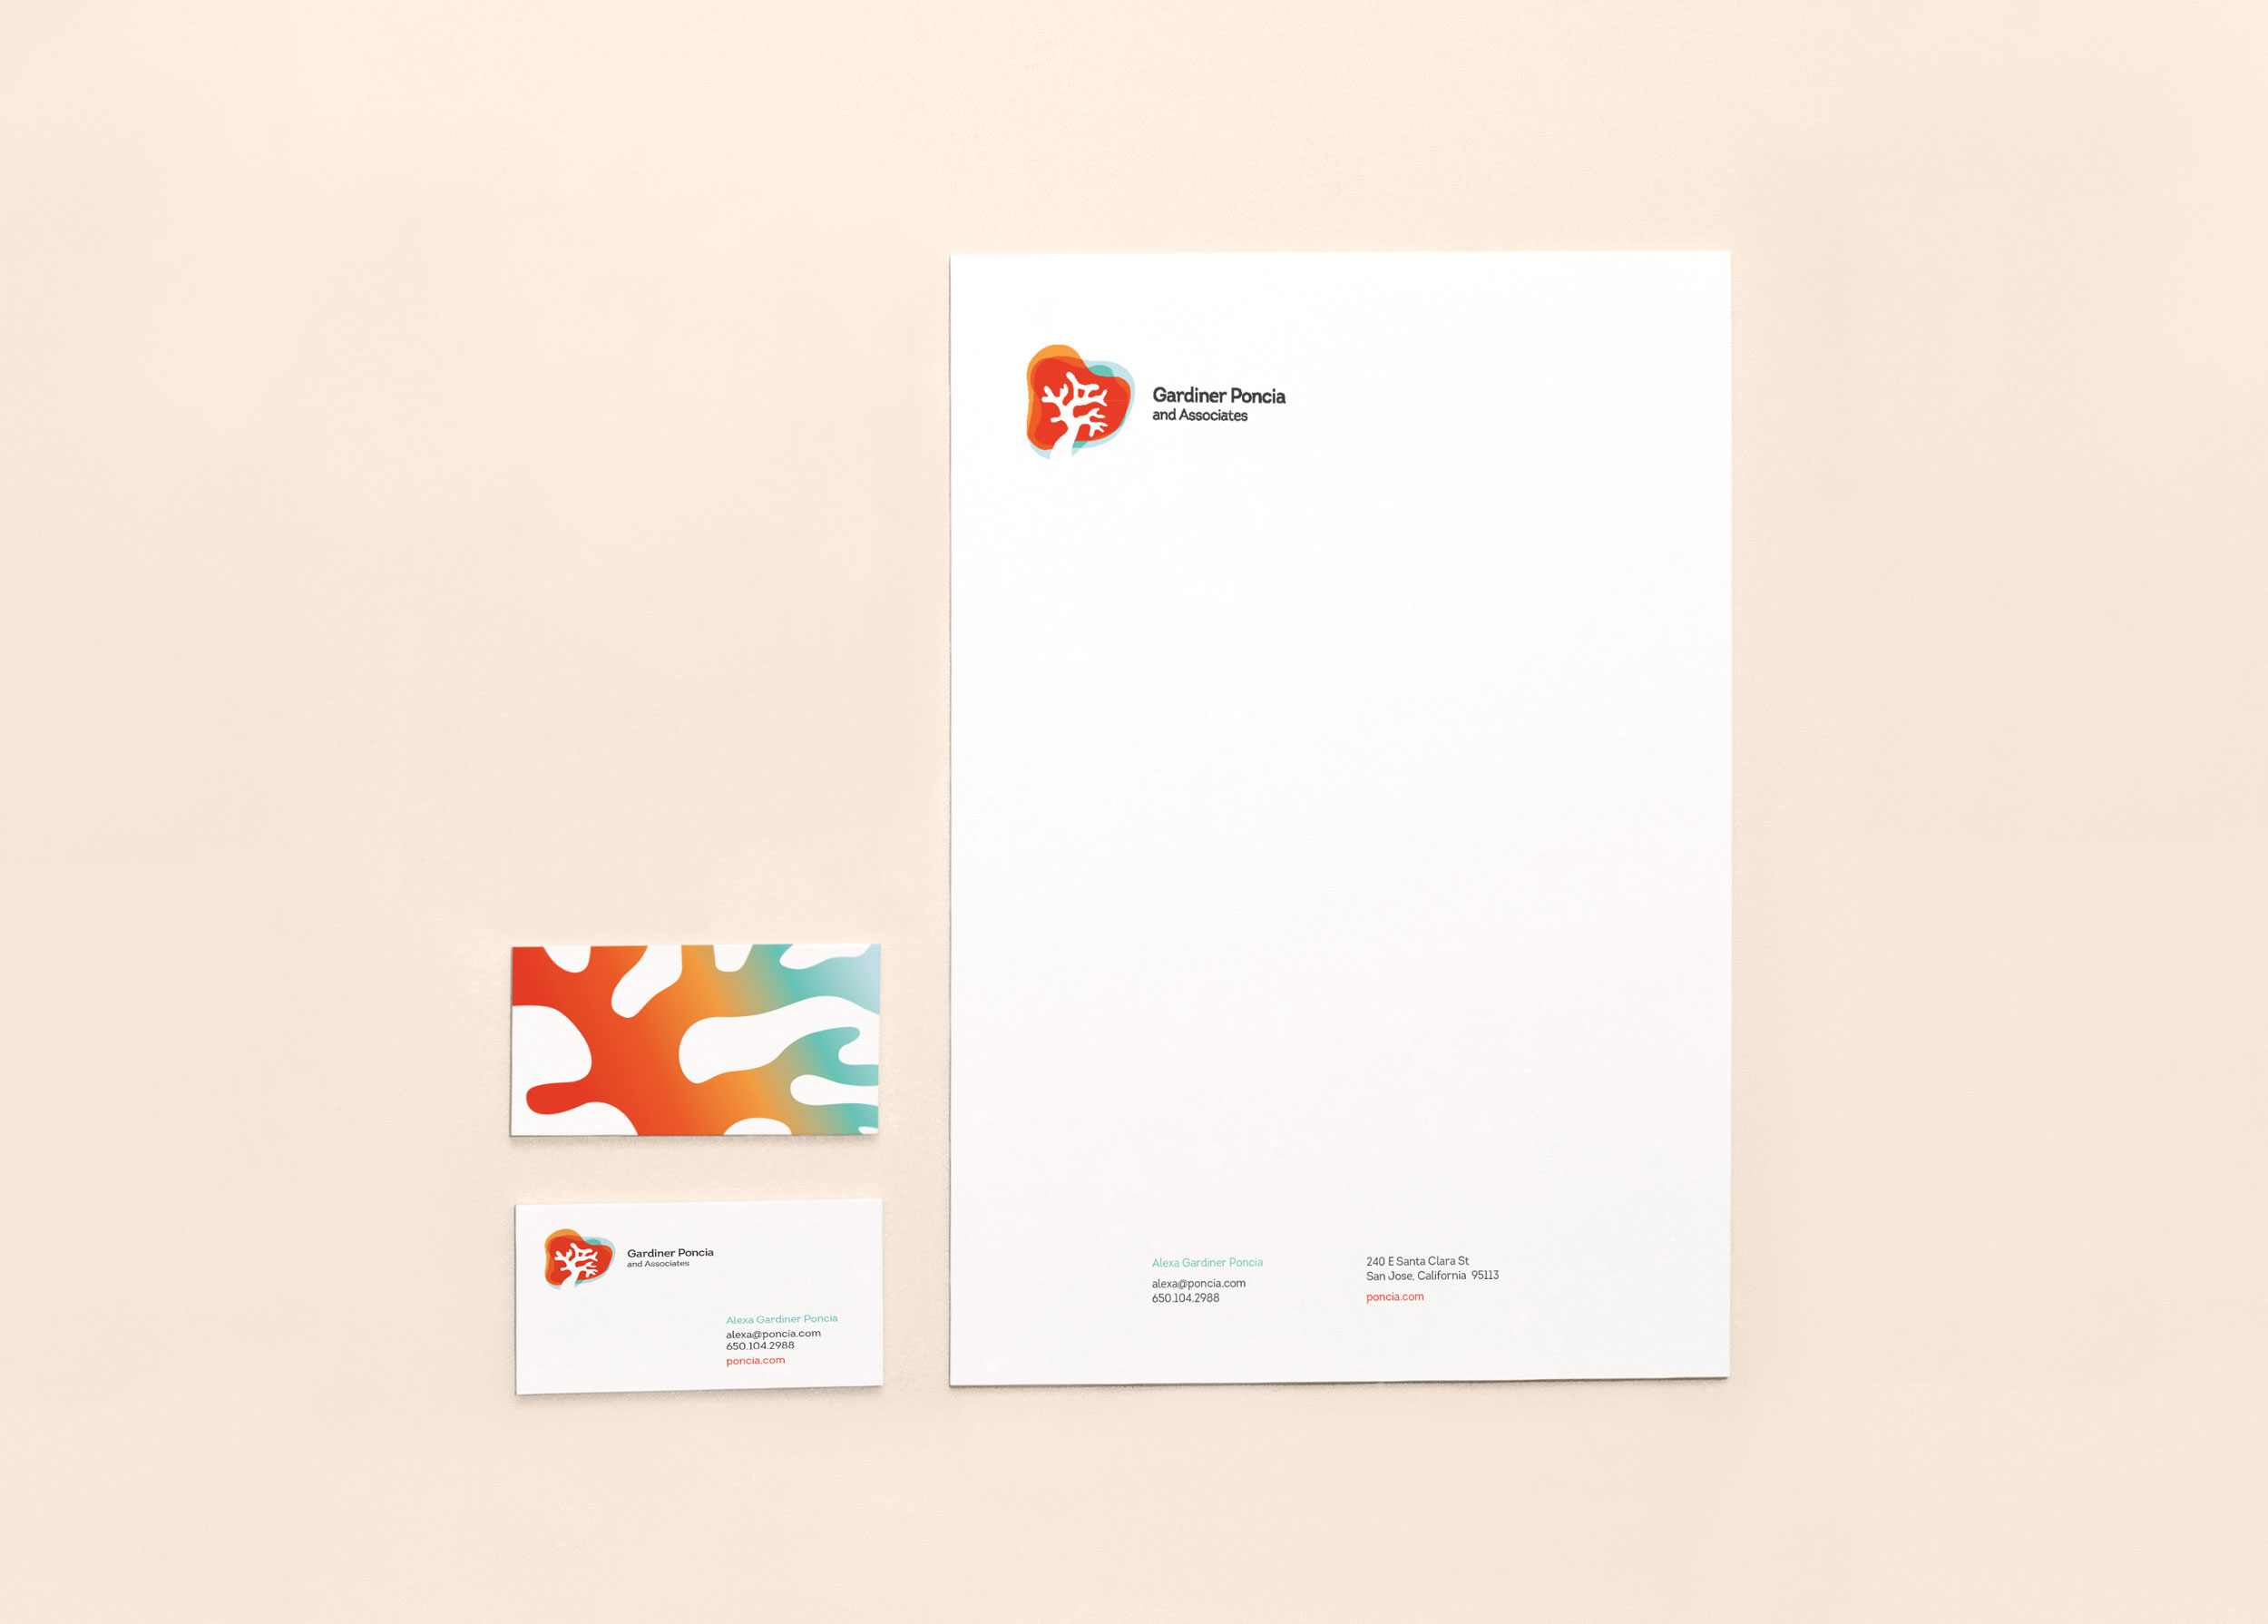 Gardiner Poncia
and Associates
Alexa Gardiner Poncia
alexa@poncia.com
650.104.2988
240 E Santa Clara St
San Jose, California 95113
poncia.com
Gardiner Poncia
and Associates
Alexa Gardiner Poncia
alexa@poncia.com
650.104.2988
poncia.com